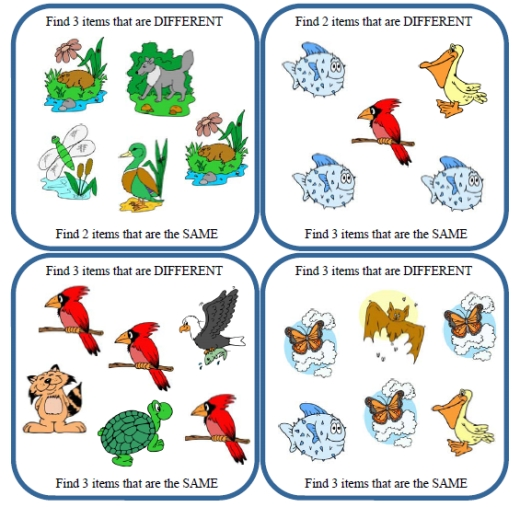 Find 3 items that are DIFFERENT
Find 2 items that are the SAME
Find 2 items that are DIFFERENT
Find 3 items that are the SAME
Find 3 items that are DIFFERENT
Find 3 items that are the SAME
Find 3 items that are DIFFERENT
Find 3 items that are the SAME